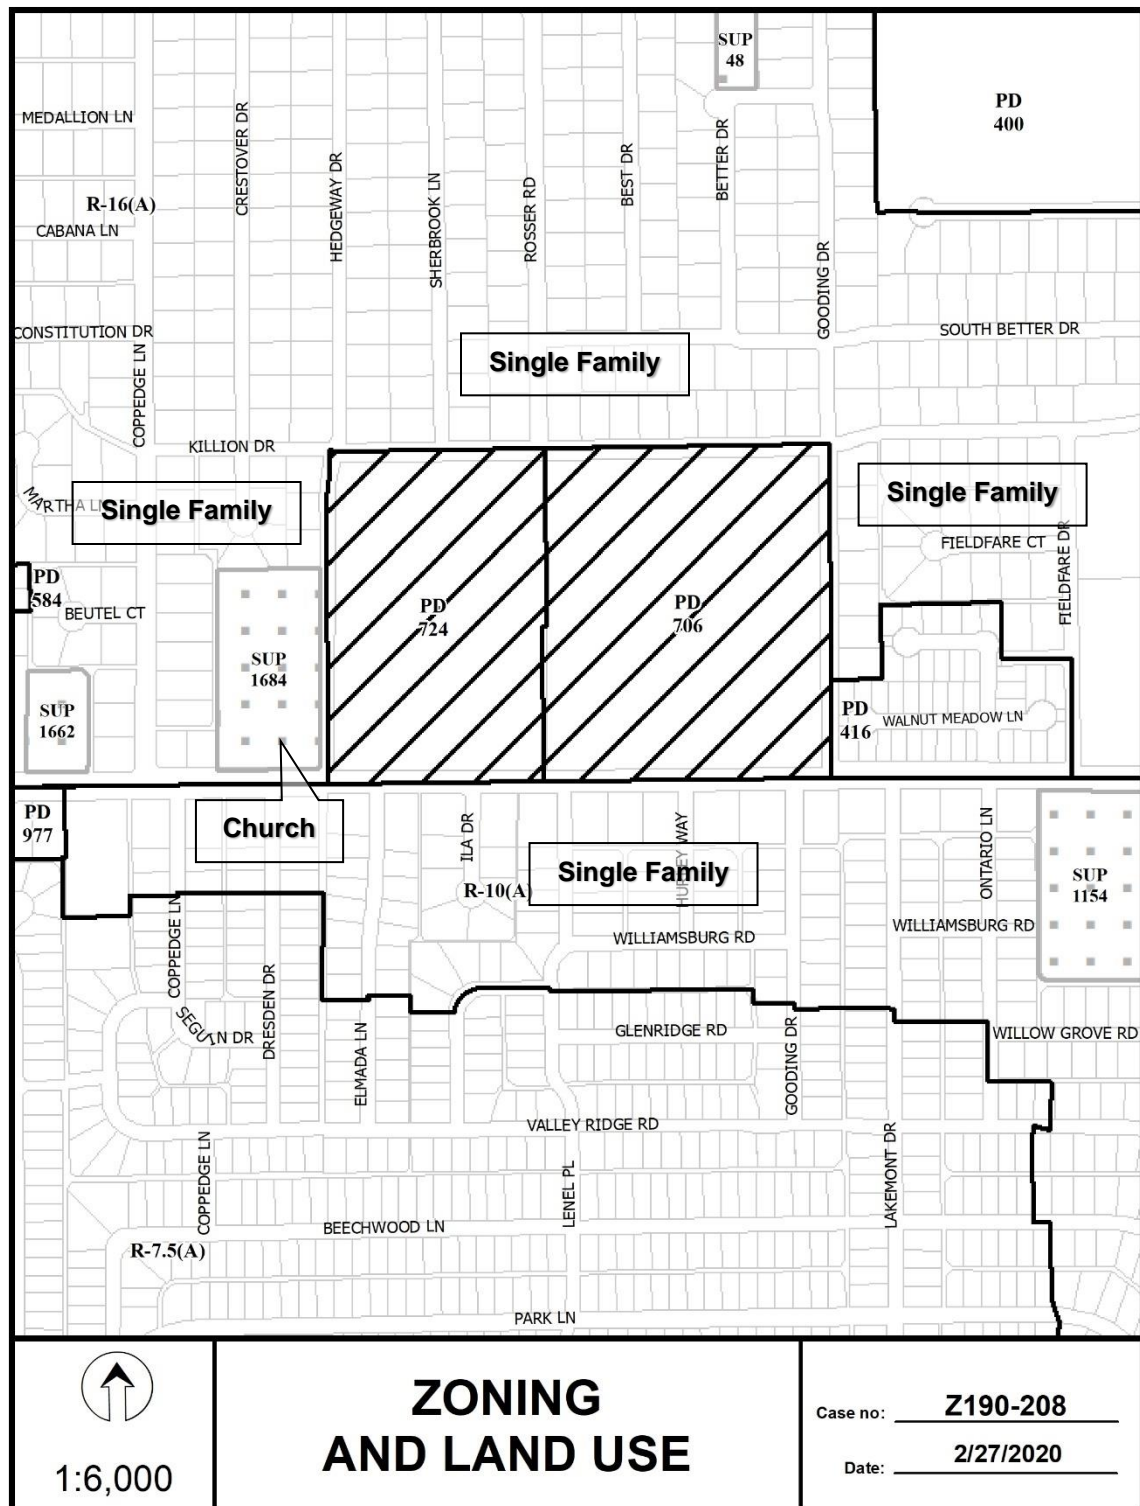 SUP
48
PD
400
MEDALLION LN
CRESTOVER DR
HEDGEWAY DR
SHERBROOK LN
ROSSER RD
BEST DR
BETTER DR
R-16(A)
CABANA LN
GOODING DR
CONSTITUTION DR
SOUTH BETTER DR
COPPEDGE LN
Single Family
KILLION DR
MARTHA LN
Single Family
Single Family
FIELDFARE CT
FIELDFARE DR
PD
584
BEUTEL CT
PD
724
PD
706
SUP
1684
SUP
1662
PD
416
WALNUT MEADOW LN
PD
977
Church
ILA DR
HURLEY WAY
ONTARIO LN
Single Family
R-10(A)
SUP
1154
WILLIAMSBURG RD
WILLIAMSBURG RD
COPPEDGE LN
DRESDEN DR
SEGUIN DR
ELMADA LN
GLENRIDGE RD
GOODING DR
WILLOW GROVE RD
VALLEY RIDGE RD
COPPEDGE LN
LENEL PL
LAKEMONT DR
BEECHWOOD LN
R-7.5(A)
PARK LN
1:6,000
ZONING
AND LAND USE
Case no: Z190-208
Date: 2/27/2020